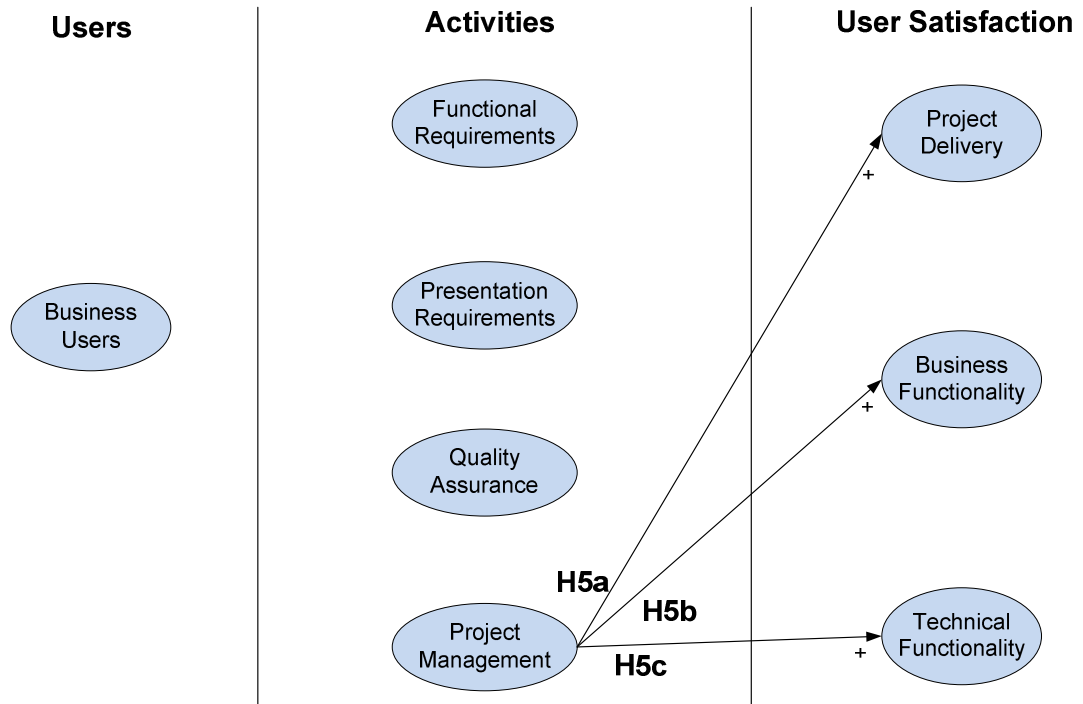 Users
Activities
User Satisfaction
Functional
Requirements
Project
Delivery
+
Presentation
Requirements
Business
Users
Business
Functionality
+
Quality
Assurance
H5a
H5b
Project
Management
H5c
Technical
Functionality
+